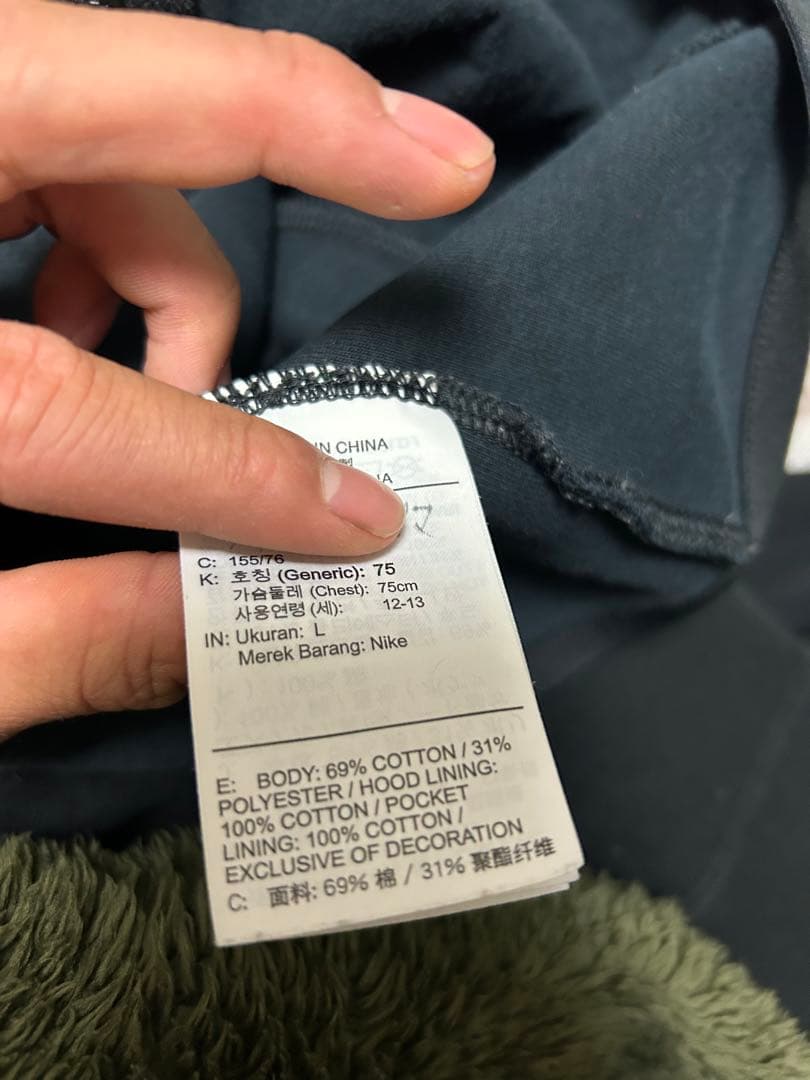 IN CHINA
C: 155/76
K: 호칭 (Generic): 75
가슴둘레 (Chest): 75cm
사용연령 (세): 12-13
IN: Ukuran: L
Merek Barang: Nike
E: BODY: 69% COTTON / 31%
POLYESTER / HOOD LINING:
100% COTTON / POCKET
LINING: 100% COTTON /
EXCLUSIVE OF DECORATION
C: 面料: 69% 棉 / 31% 聚酯纤维